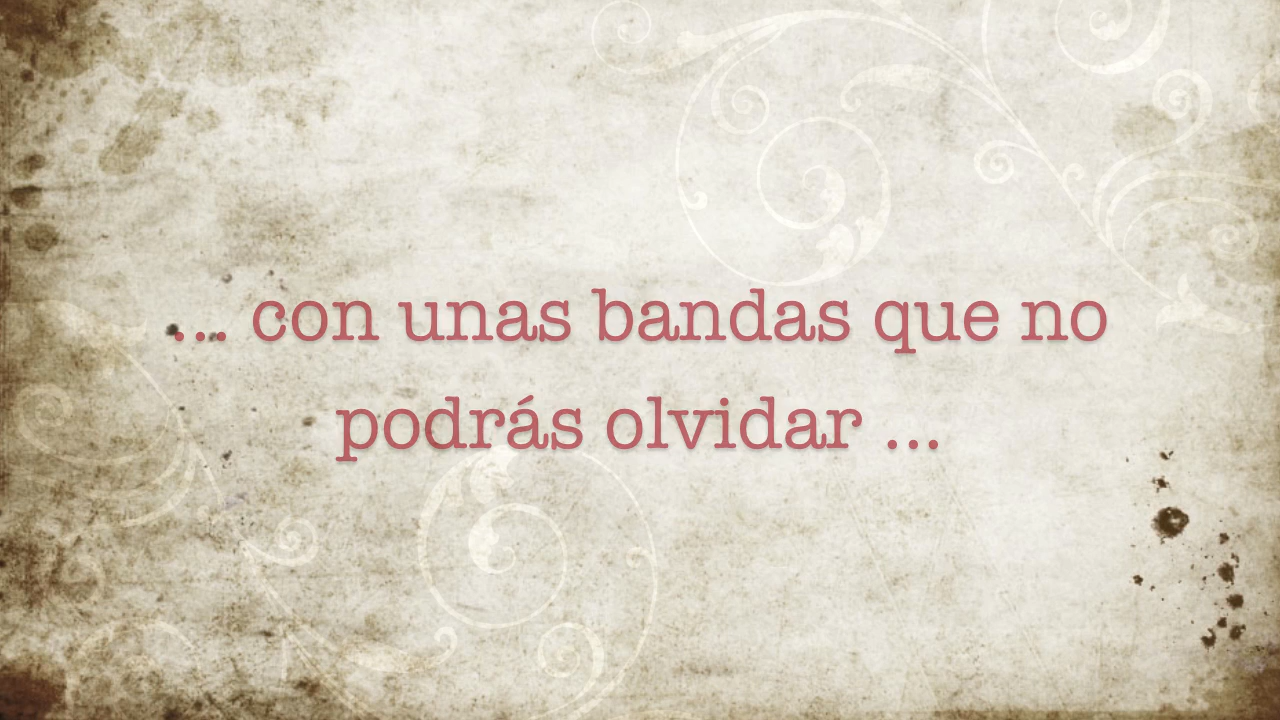 ... con unas bandas que no
podrás olvidar ...